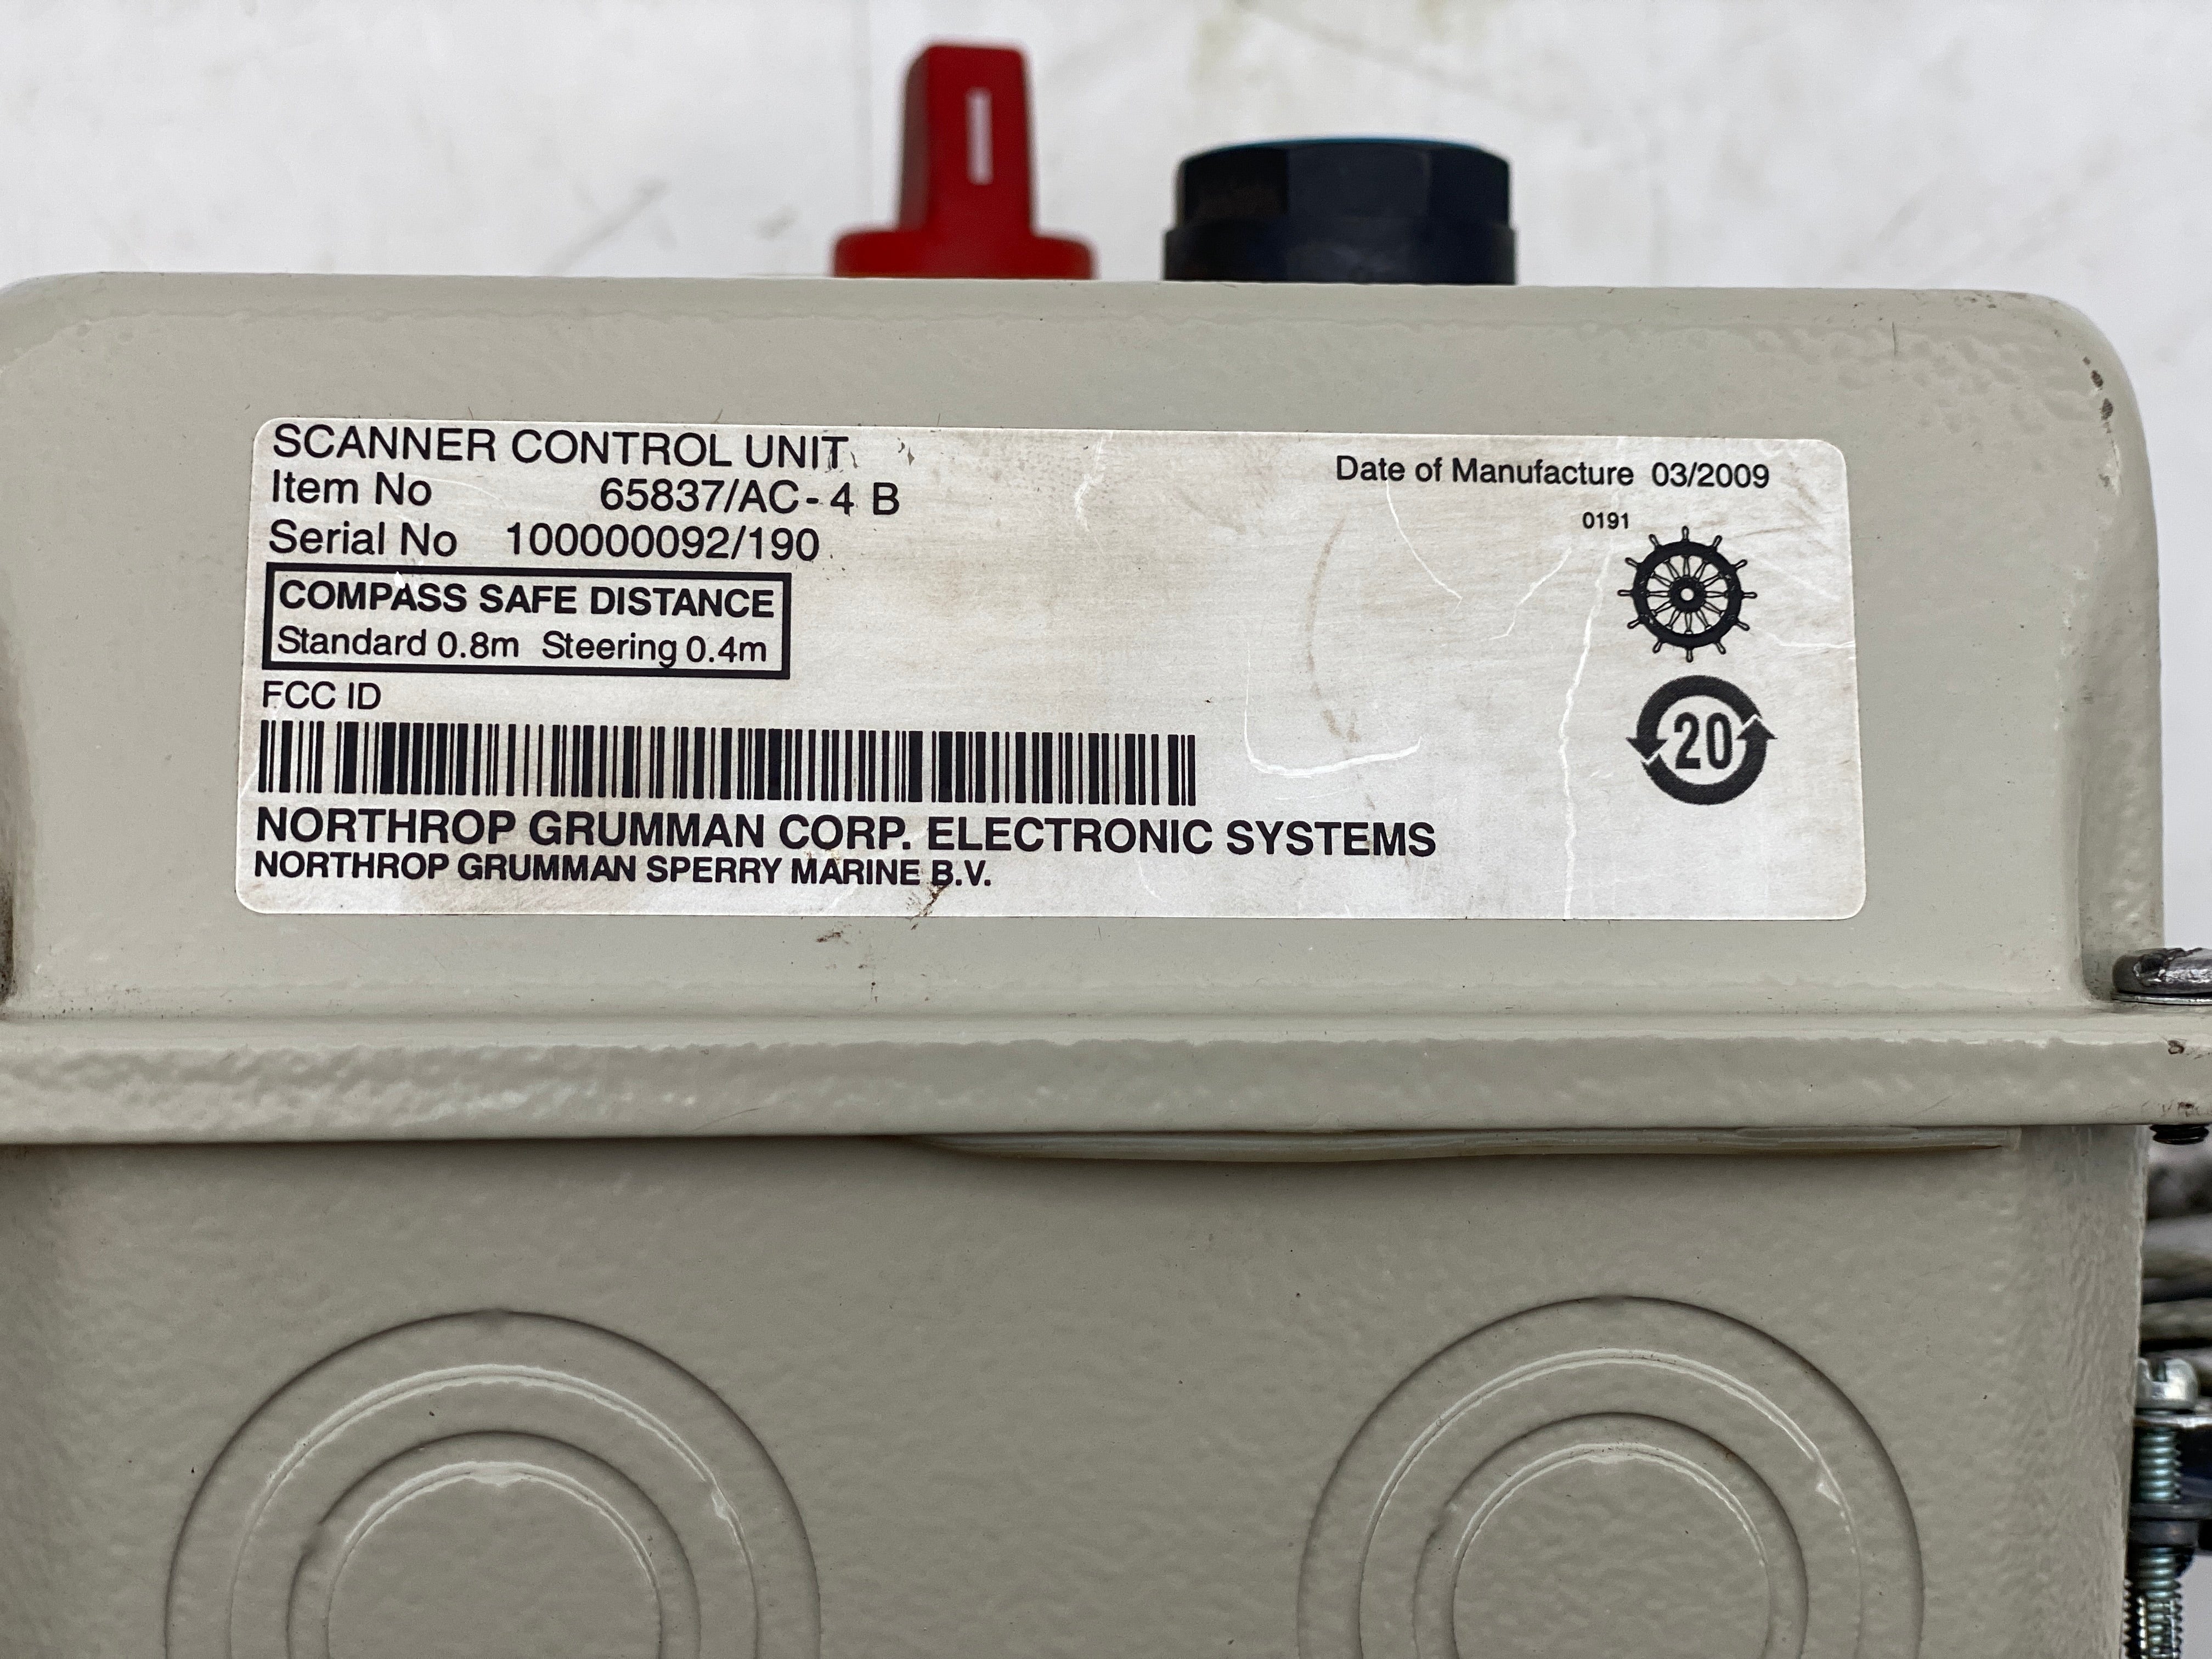 SCANNER CONTROL UNIT
Item No 65837/AC-4 B
Serial No 100000092/190
COMPASS SAFE DISTANCE
Standard 0.8m Steering 0.4m
FCC ID
NORTHROP GRUMMAN CORP. ELECTRONIC SYSTEMS
NORTHROP GRUMMAN SPERRY MARINE B.V.
Date of Manufacture 03/2009
0191
20